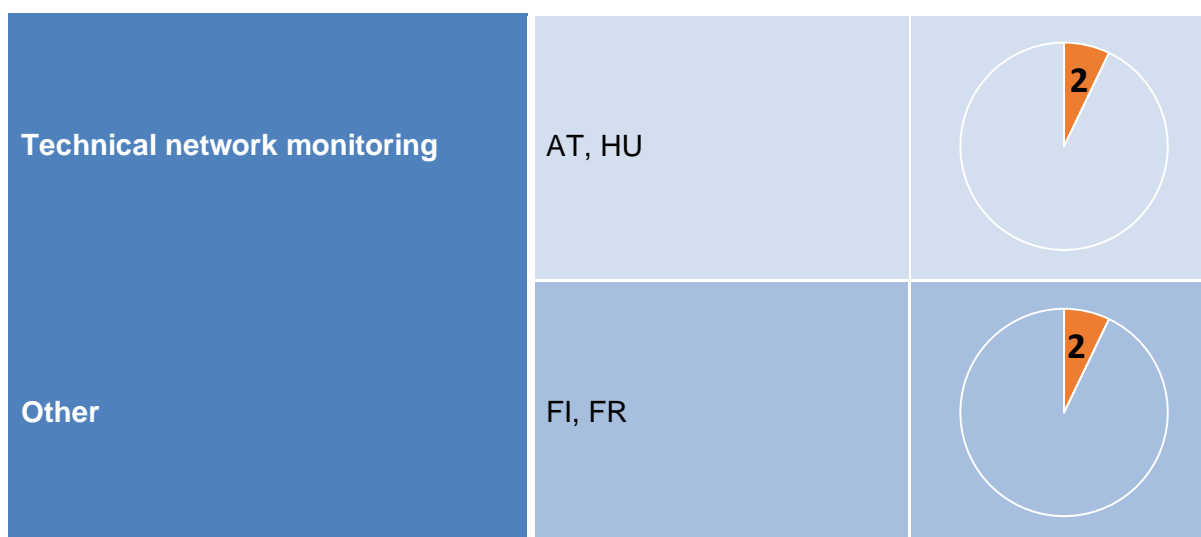 Technical network monitoring
AT, HU
2
Other
FI, FR
2